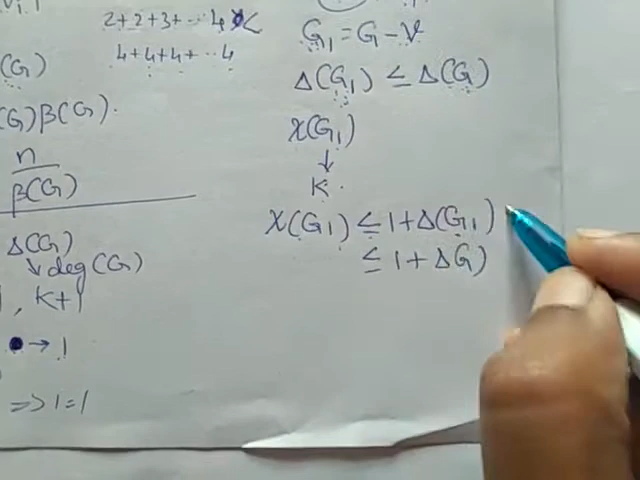 2+2+3+...4
4+4+4+...4
(G)
(G)β(G).
n
β(G)
Δ(G)
↓deg(G)
, K+1
→1
=> 1=1
G₁ = G - V
Δ(G₁) ≤ Δ(G)
χ(G₁)
↓
K.
χ(G₁) ≤ 1+Δ(G₁)
≤ 1+ΔG)